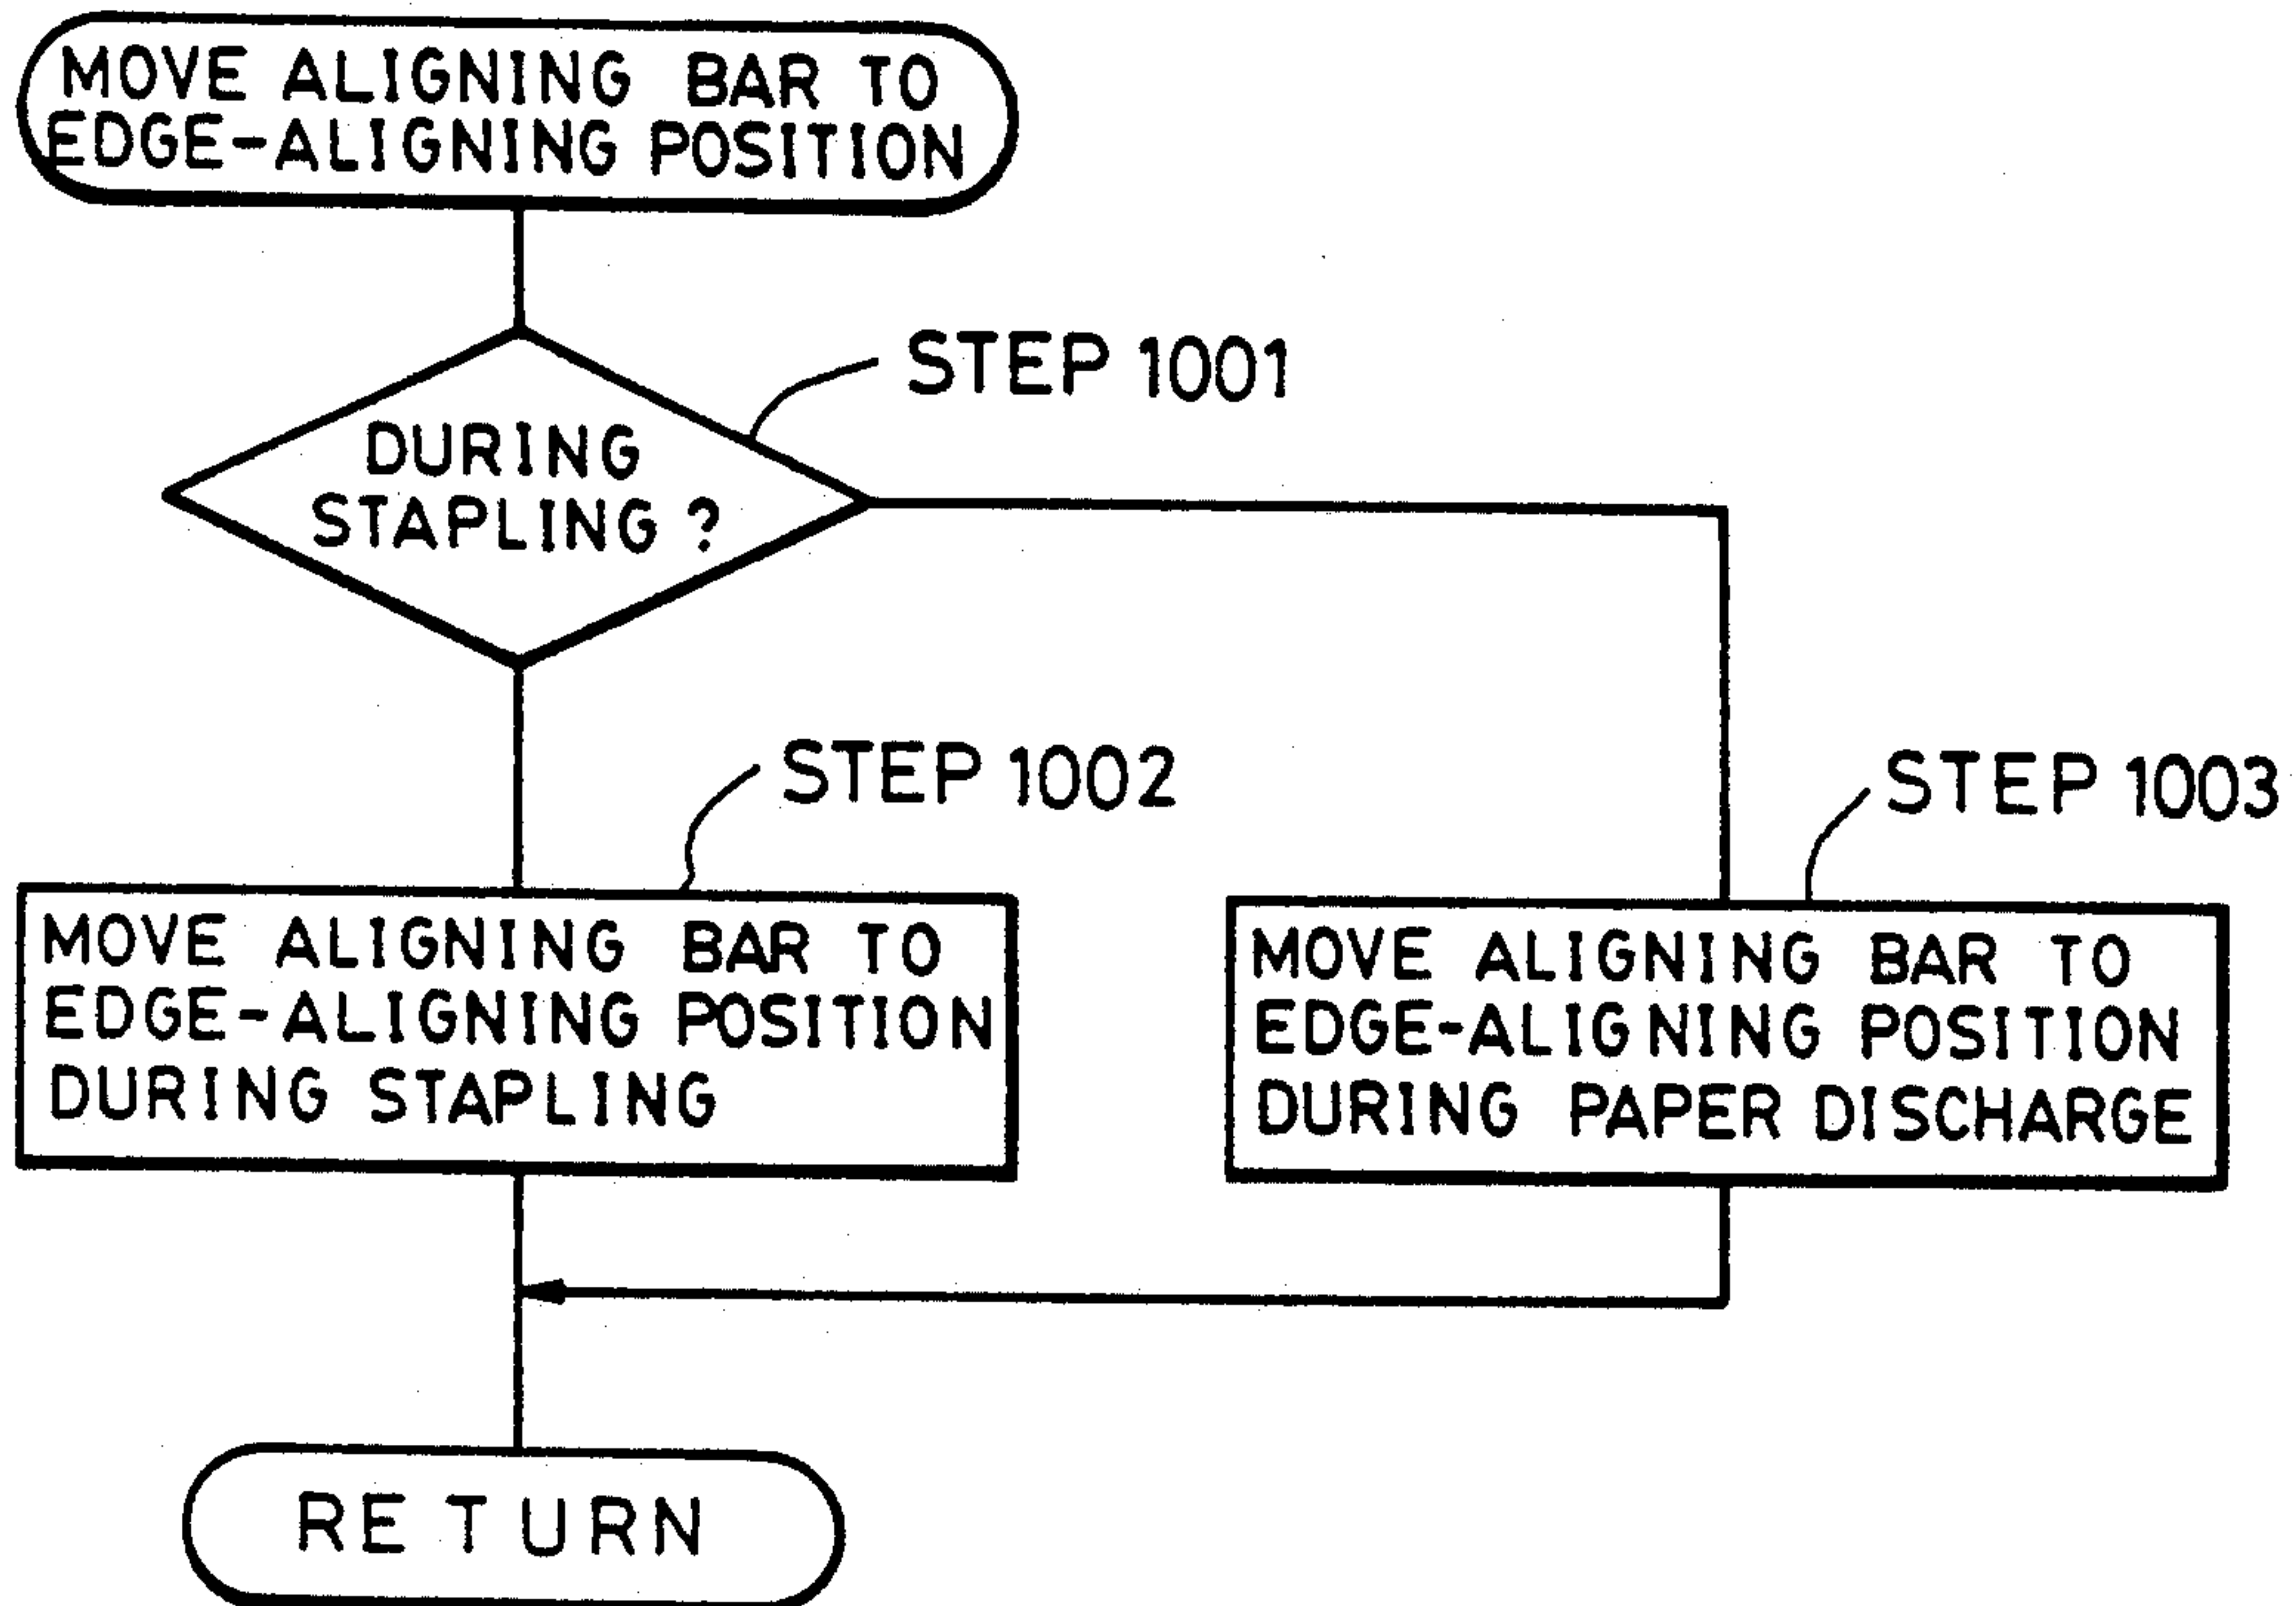 MOVE ALIGNING BAR TO
EDGE-ALIGNING POSITION
STEP 1001
DURING
STAPLING ?
STEP 1002
STEP 1003
MOVE ALIGNING BAR TO
EDGE-ALIGNING POSITION
DURING STAPLING
MOVE ALIGNING BAR TO
EDGE-ALIGNING POSITION
DURING PAPER DISCHARGE
RETURN